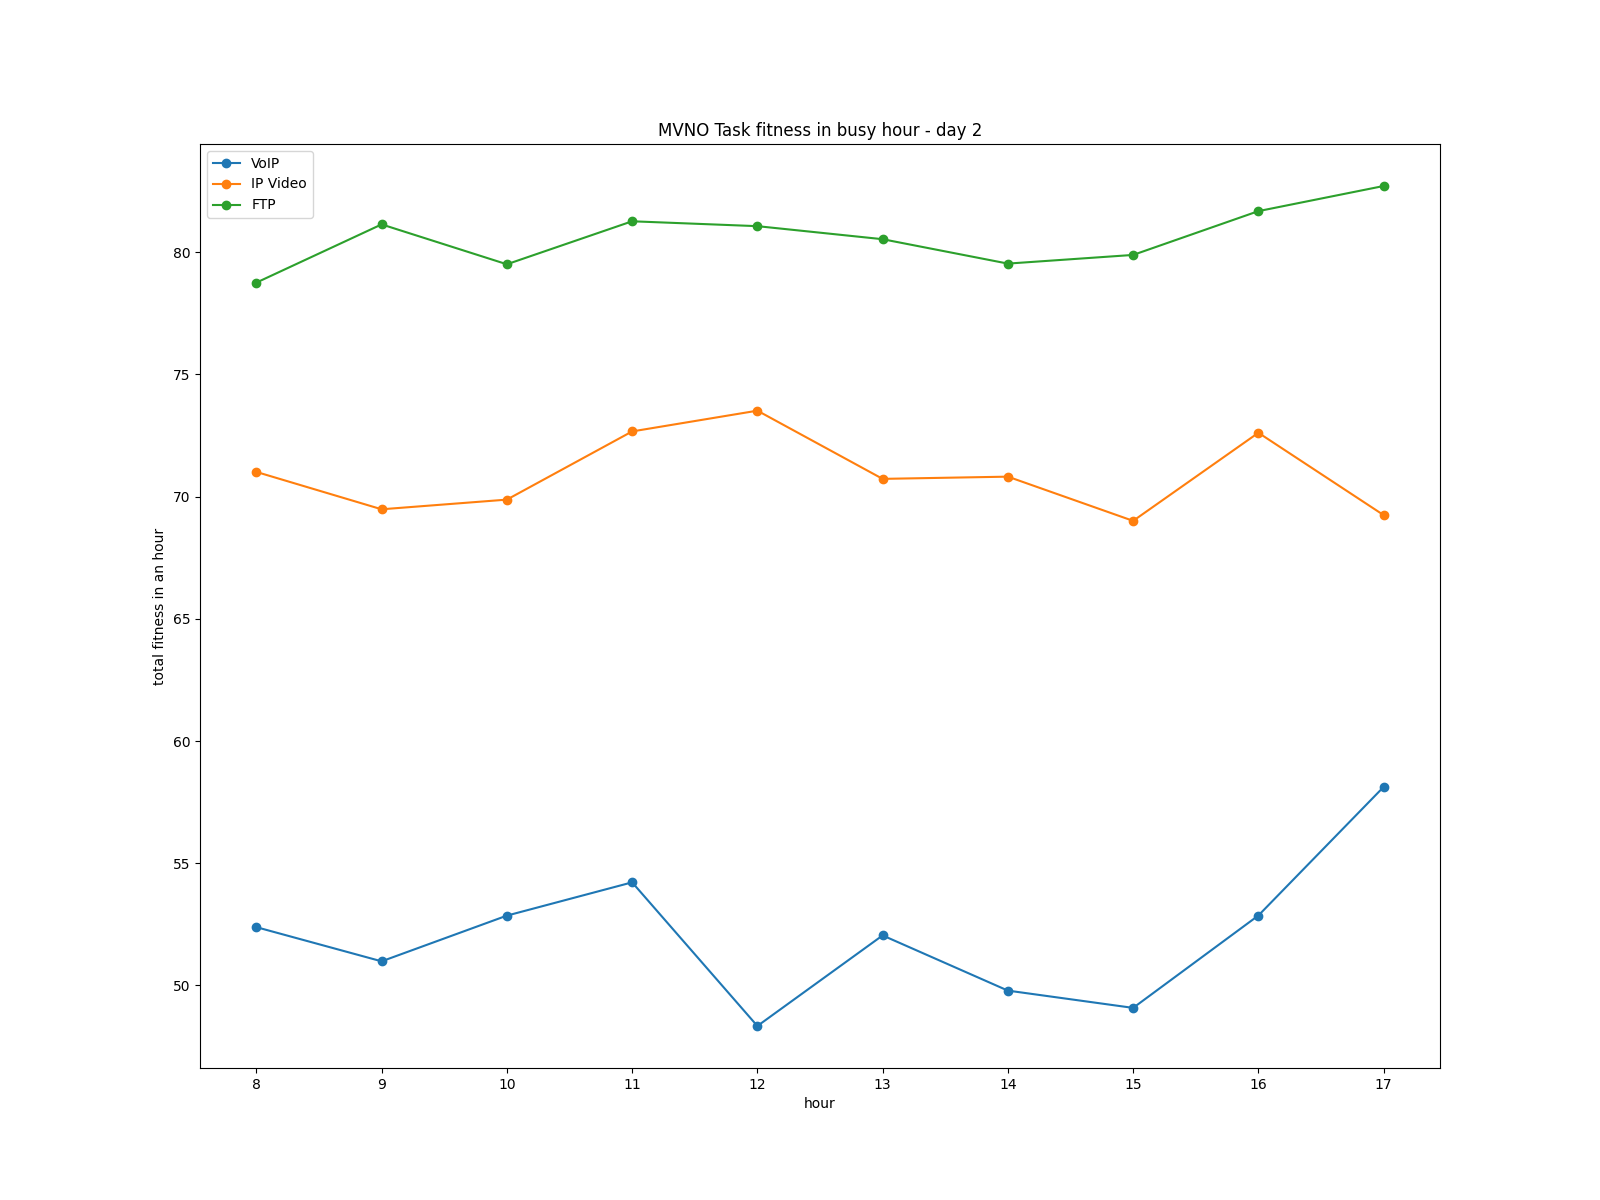 MVNO Task fitness in busy hour - day 2
VoIP
IP Video
FTP
80
75
70
65
60
55
50
total fitness in an hour
8 9 10 11 12 13 14 15 16 17
hour